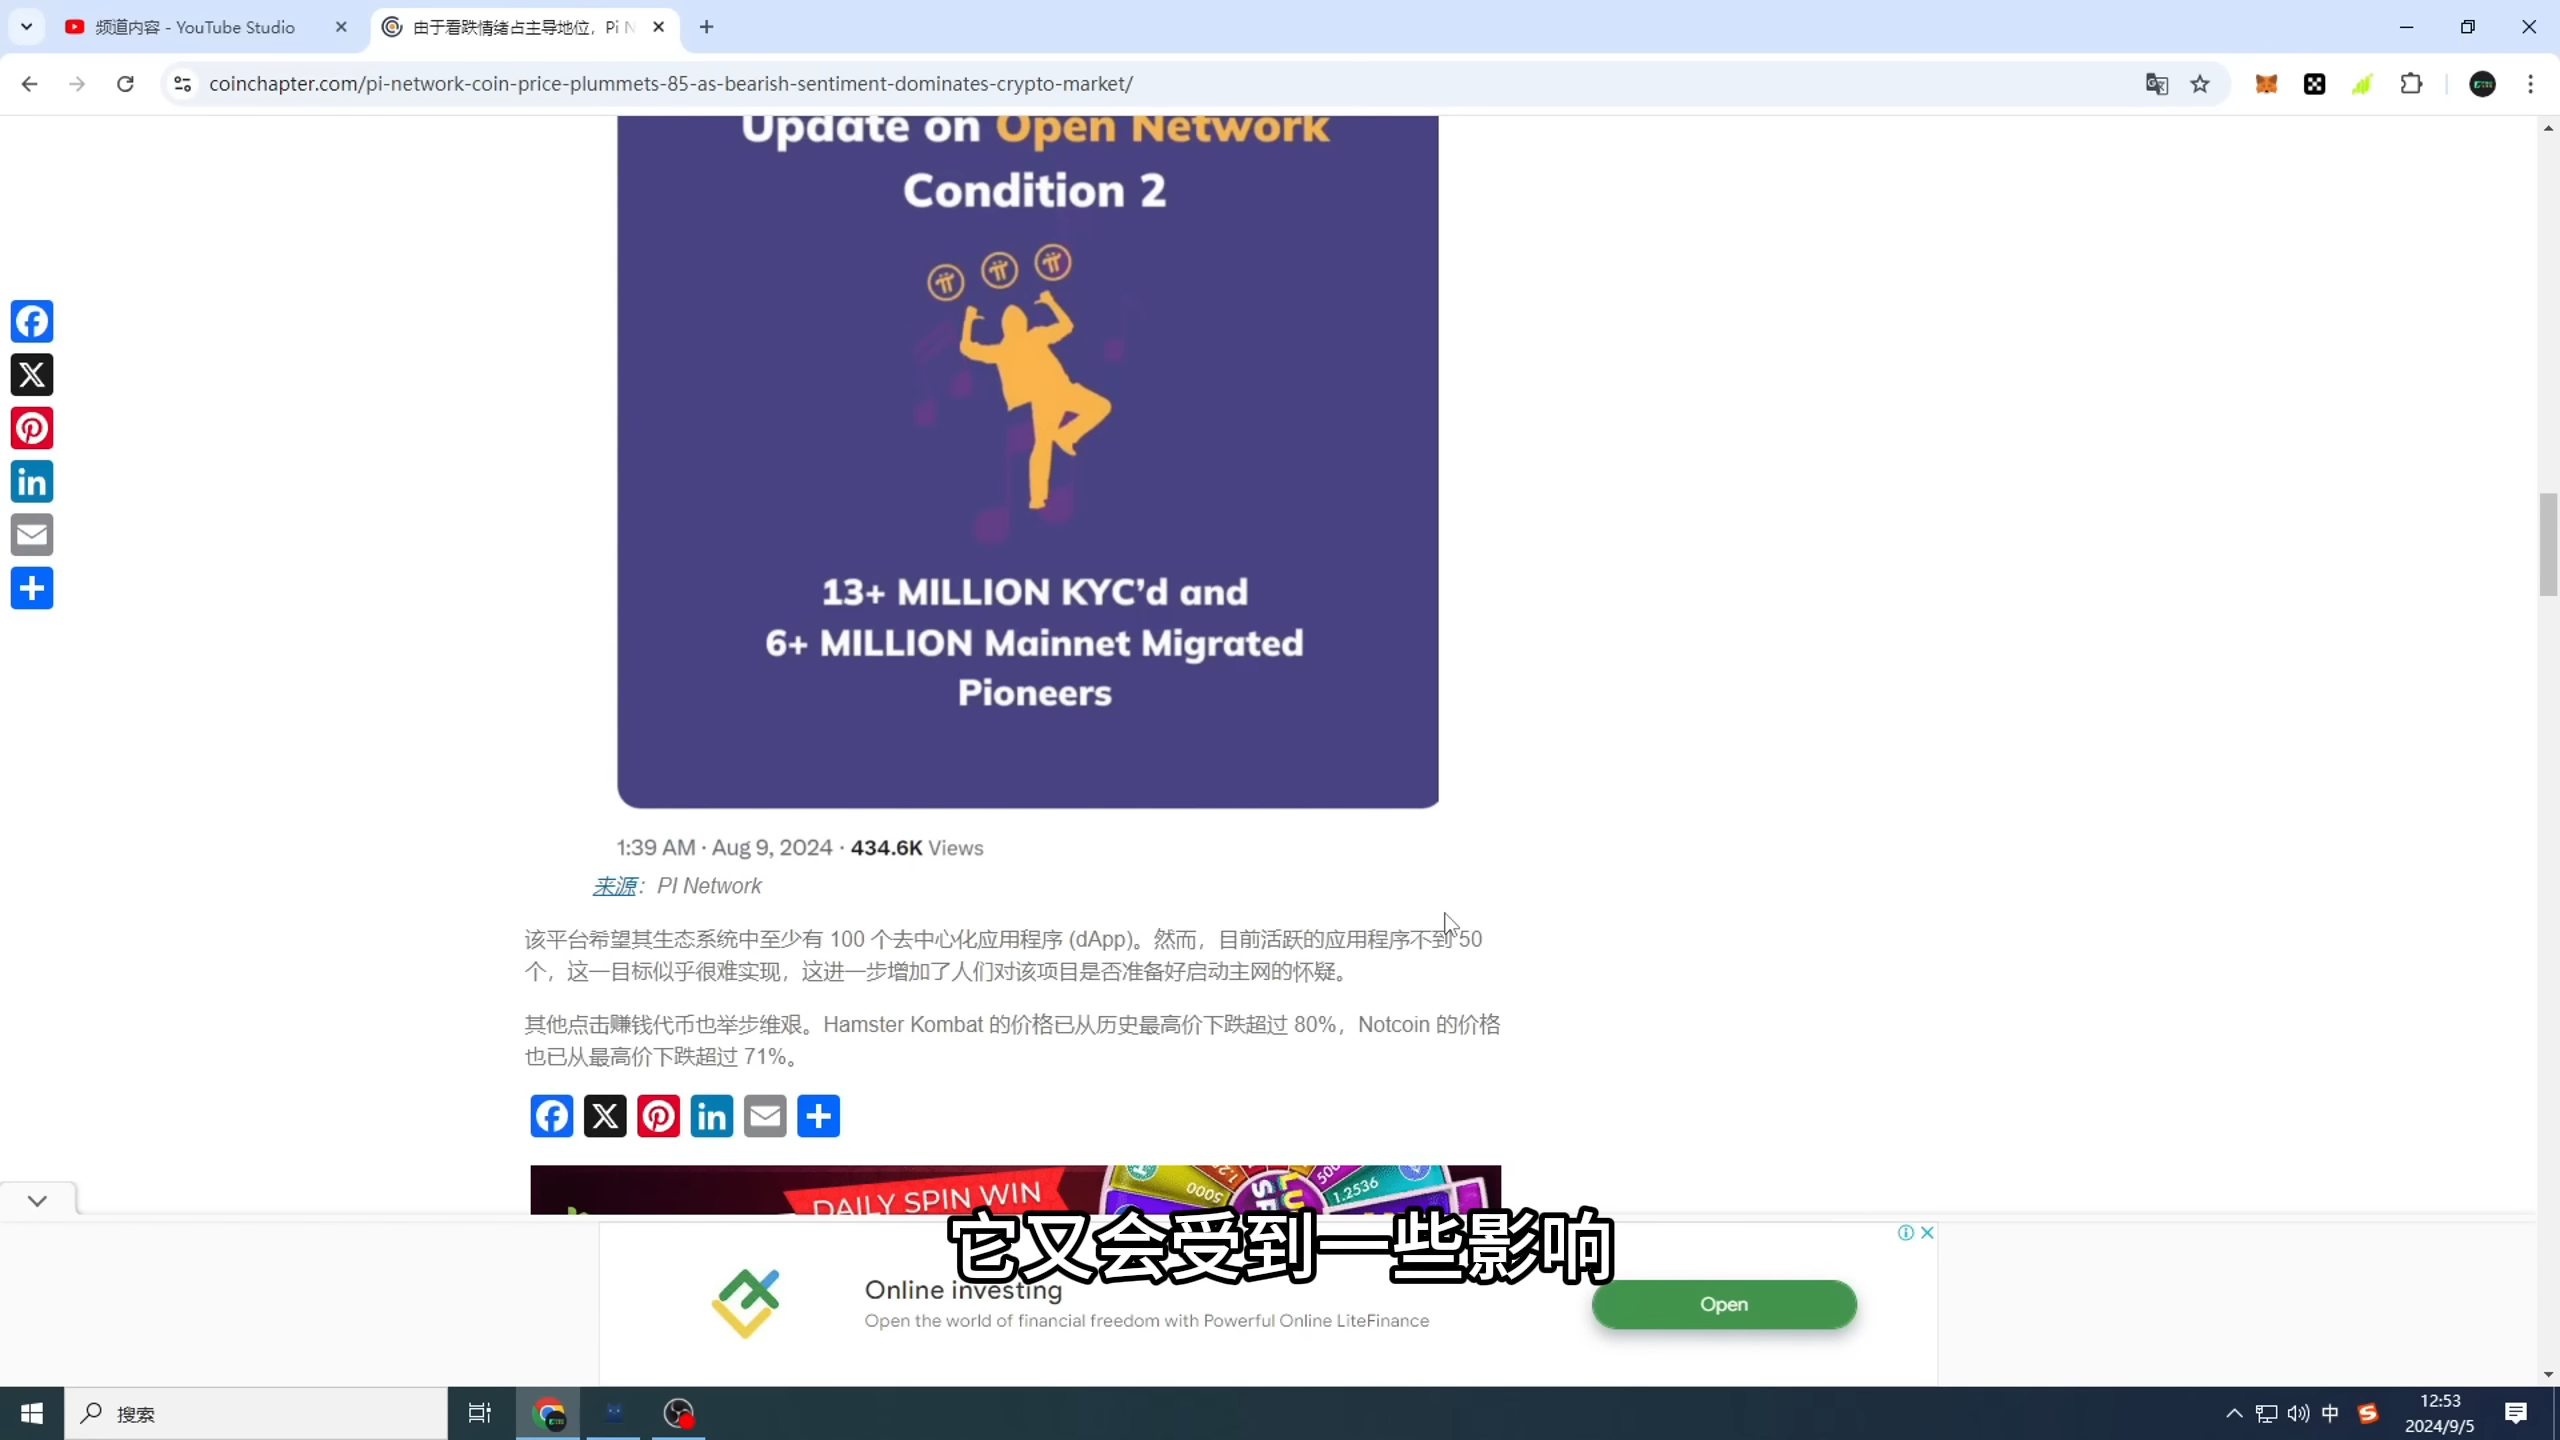 频道内容 - YouTube Studio
由于看跌情绪占主导地位，Pi N
coinchapter.com/pi-network-coin-price-plummets-85-as-bearish-sentiment-dominates-crypto-market/
Update on Open Network
Condition 2
13+ MILLION KYC’d and
6+ MILLION Mainnet Migrated
Pioneers
1:39 AM · Aug 9, 2024 · 434.6K Views
来源：PI Network
该平台希望其生态系统中至少有 100 个去中心化应用程序 (dApp)。然而，目前活跃的应用程序不到 50
个，这一目标似乎很难实现，这进一步增加了人们对该项目是否准备好启动主网的怀疑。
其他点击赚钱代币也举步维艰。Hamster Kombat 的价格已从历史最高价下跌超过 80%，Notcoin 的价格
也已从最高价下跌超过 71%。
DAILY SPIN WIN
5000
1.2536
它又会受到一些影响
Online investing
Open the world of financial freedom with Powerful Online LiteFinance
Open
搜索
中
12:53
2024/9/5